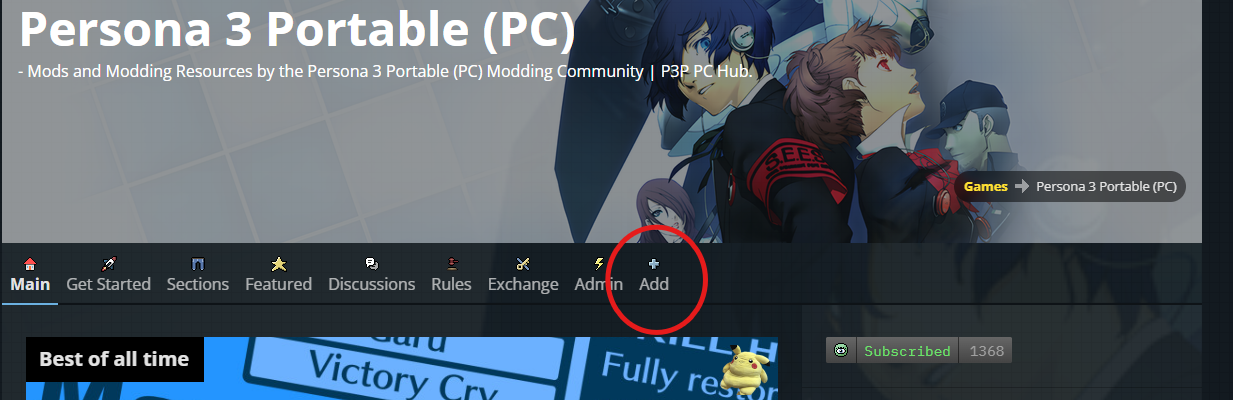 Persona 3 Portable (PC)
- Mods and Modding Resources by the Persona 3 Portable (PC) Modding Community | P3P PC Hub.
Games Persona 3 Portable (PC)
Main Get Started Sections Featured Discussions Rules Exchange Admin Add
Best of all time
Victory Cry
Fully restor
Subscribed 1368